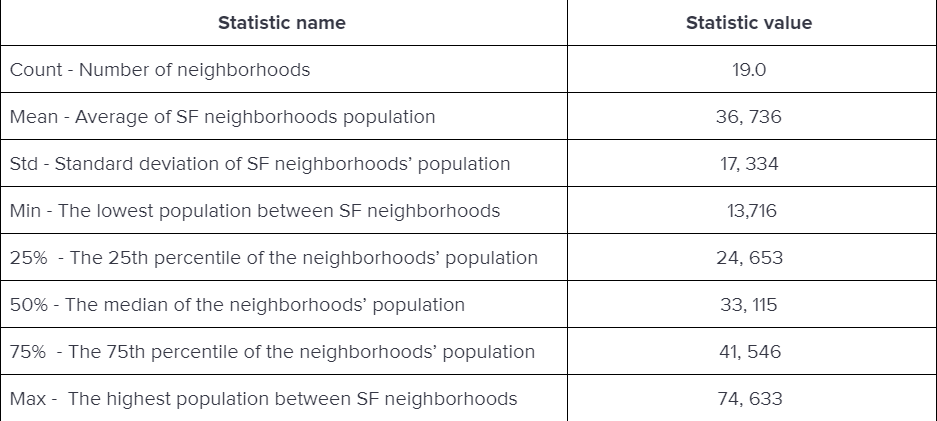 Statistic name Statistic value
Count - Number of neighborhoods 19.0
Mean - Average of SF neighborhoods population 36, 736
Std - Standard deviation of SF neighborhoods’ population 17, 334
Min - The lowest population between SF neighborhoods 13,716
25%  - The 25th percentile of the neighborhoods’ population 24, 653
50% - The median of the neighborhoods’ population 33, 115
75%  - The 75th percentile of the neighborhoods’ population 41, 546
Max -  The highest population between SF neighborhoods 74, 633